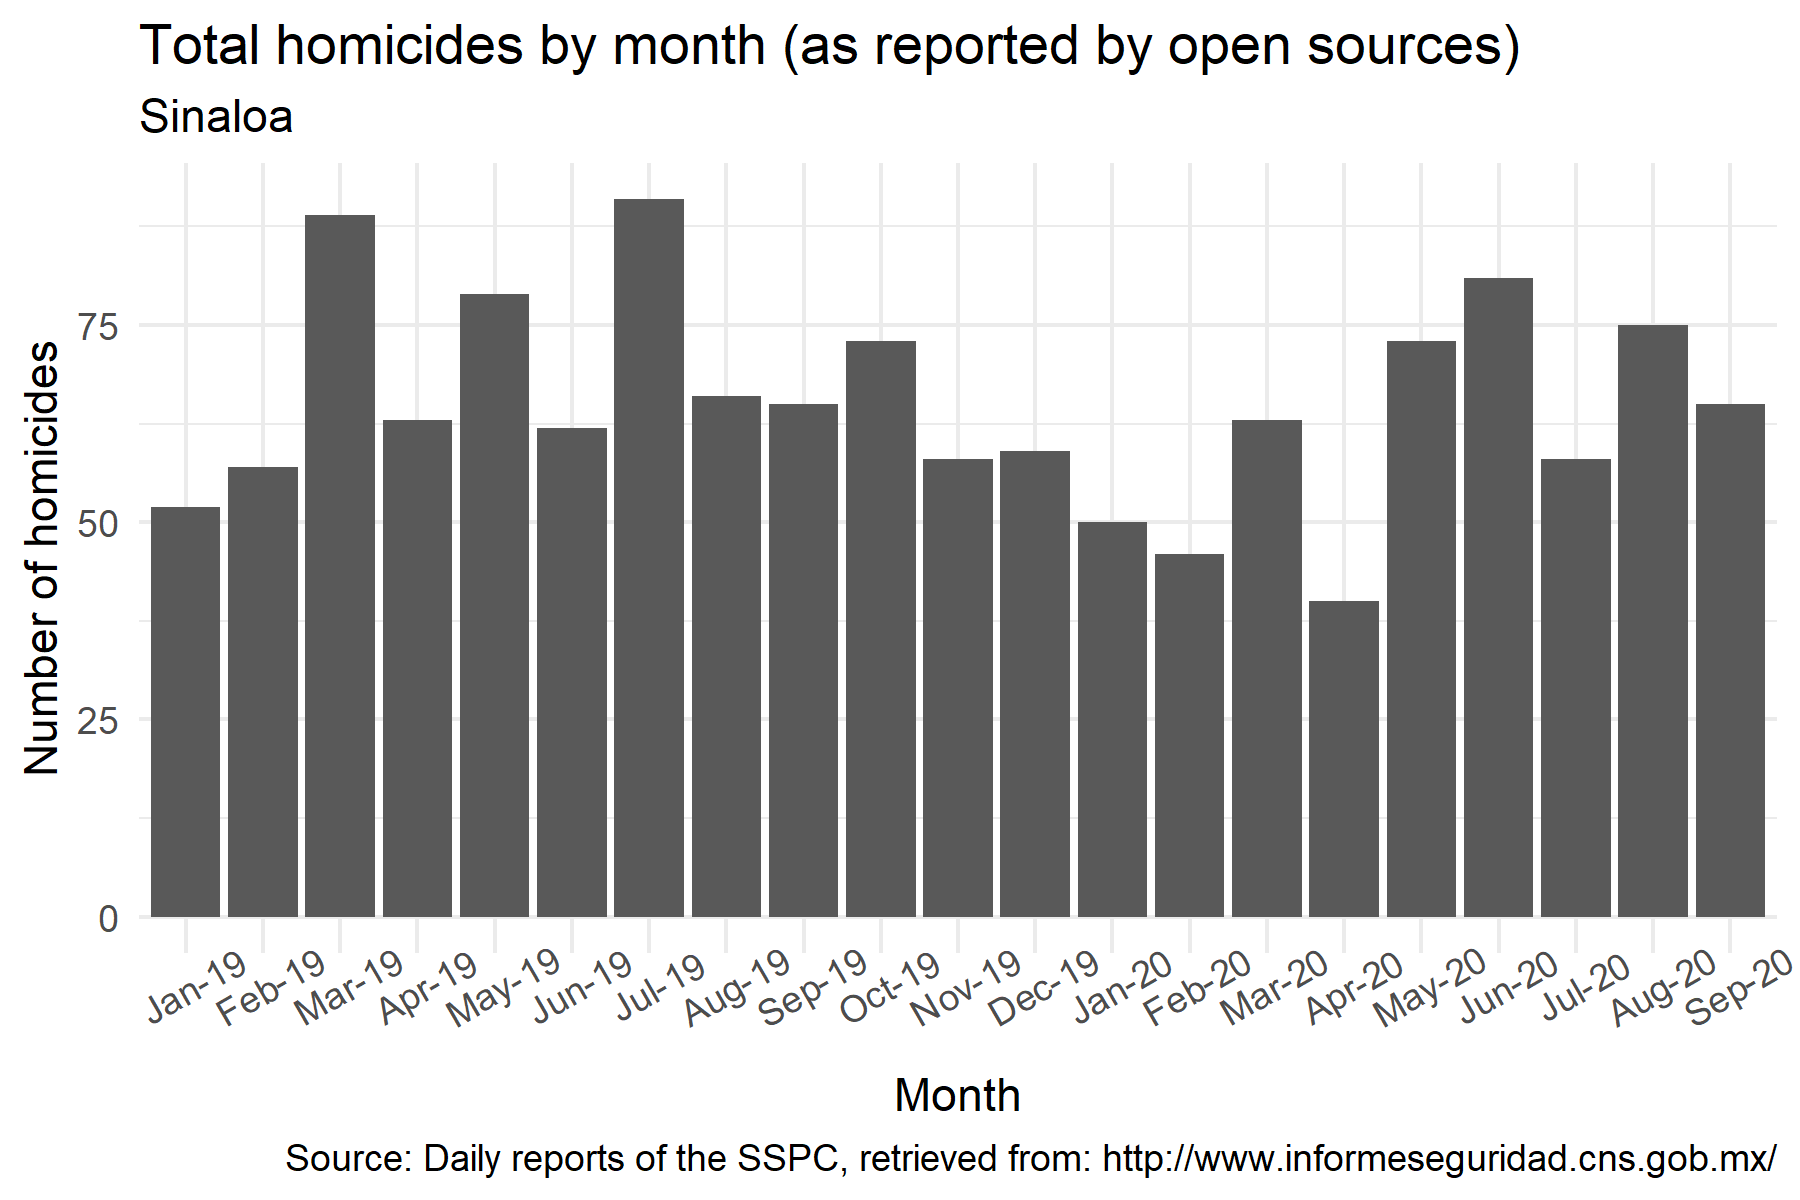 Total homicides by month (as reported by open sources)
Sinaloa
Number of homicides
75
50
25
0
Jan-19
Feb-19
Mar-19
Apr-19
May-19
Jun-19
Jul-19
Aug-19
Sep-19
Oct-19
Nov-19
Dec-19
Jan-20
Feb-20
Mar-20
Apr-20
May-20
Jun-20
Jul-20
Aug-20
Sep-20
Month
Source: Daily reports of the SSPC, retrieved from: http://www.informeseguridad.cns.gob.mx/